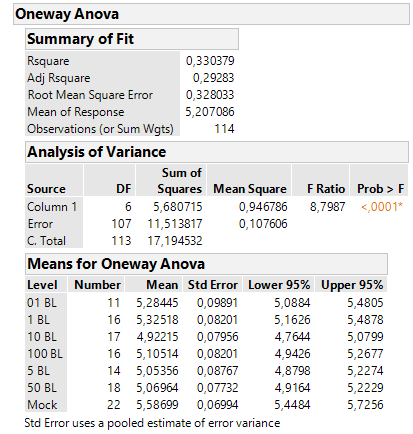 Oneway Anova
Summary of Fit
Rsquare 0,330379
Adj Rsquare 0,29283
Root Mean Square Error 0,328033
Mean of Response 5,207086
Observations (or Sum Wgts) 114
Analysis of Variance
Sum of
Source DF Squares Mean Square F Ratio Prob > F
Column 1 6 5,680715 0,946786 8,7987 <,0001*
Error 107 11,513817 0,107606
C. Total 113 17,194532
Means for Oneway Anova
Level Number Mean Std Error Lower 95% Upper 95%
01 BL 11 5,28445 0,09891 5,0884 5,4805
1 BL 16 5,32518 0,08201 5,1626 5,4878
10 BL 17 4,92215 0,07956 4,7644 5,0799
100 BL 16 5,10514 0,08201 4,9426 5,2677
5 BL 14 5,05356 0,08767 4,8798 5,2274
50 BL 18 5,06964 0,07732 4,9164 5,2229
Mock 22 5,58699 0,06994 5,4484 5,7256
Std Error uses a pooled estimate of error variance